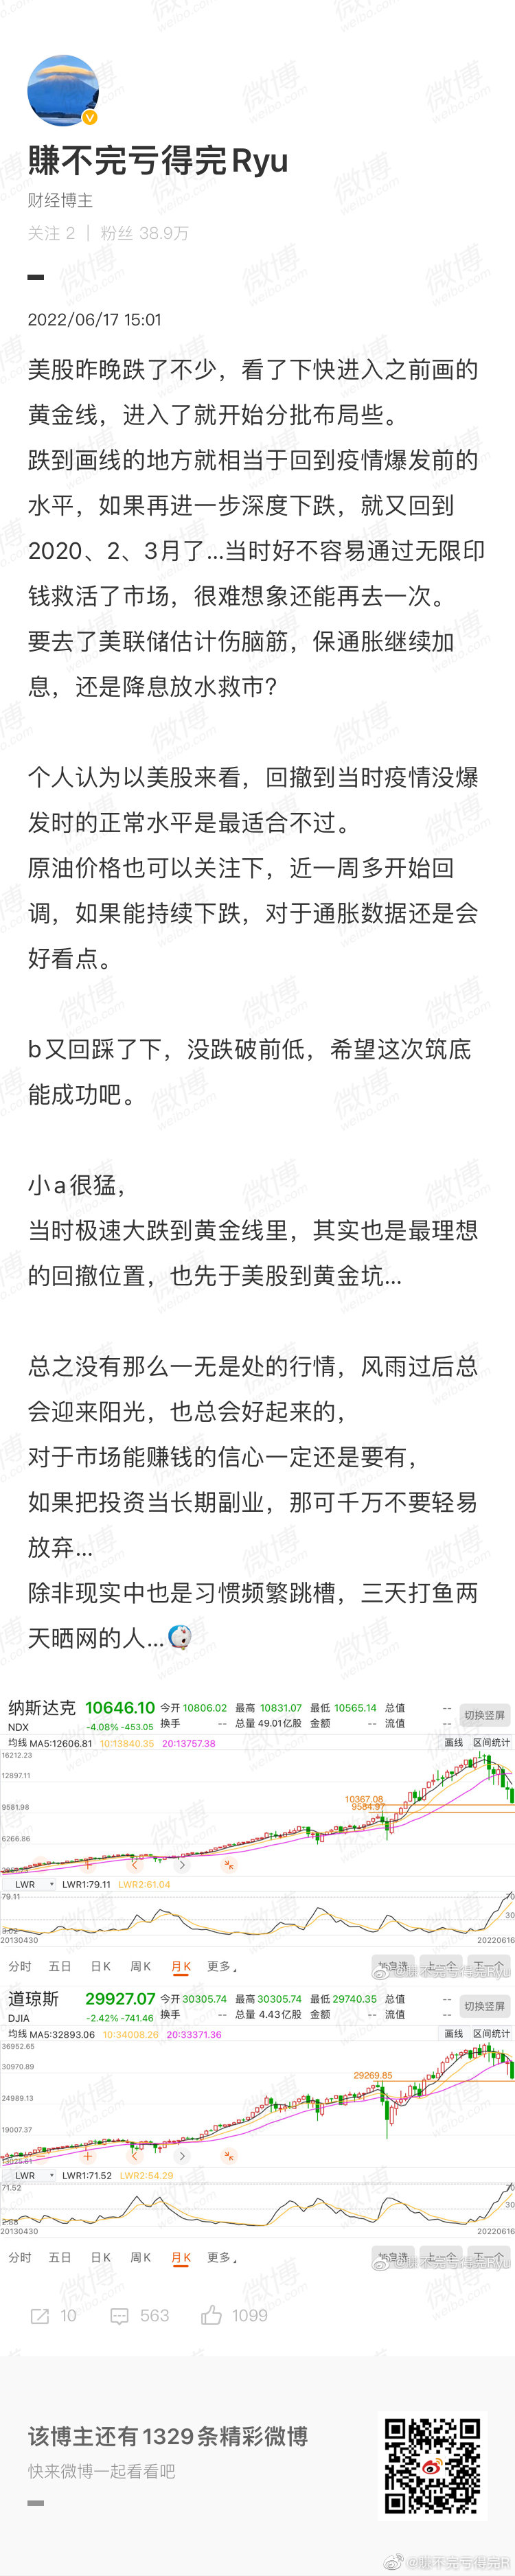 賺不完亏得完Ryu
财经博主
关注 2 | 粉丝 38.9万
2022/06/17 15:01
美股昨晚跌了不少，看了下快进入之前画的
黄金线，进入了就开始分批布局些。
跌到画线的地方就相当于回到疫情爆发前的
水平，如果再进一步深度下跌，就又回到
2020、2、3月了...当时好不容易通过无限印
钱救活了市场，很难想象还能再去一次。
要去了美联储估计伤脑筋，保通胀继续加
息，还是降息放水救市？
个人认为以美股来看，回撤到当时疫情没爆
发时的正常水平是最适合不过。
原油价格也可以关注下，近一周多开始回
调，如果能持续下跌，对于通胀数据还是会
好看点。
b又回踩了下，没跌破前低，希望这次筑底
能成功吧。
小a很猛，
当时极速大跌到黄金线里，其实也是最理想
的回撤位置，也先于美股到黄金坑...
总之没有那么一无是处的行情，风雨过后总
会迎来阳光，也总会好起来的，
对于市场能赚钱的信心一定还是要有，
如果把投资当长期副业，那可千万不要轻易
放弃...
除非现实中也是习惯频繁跳槽，三天打鱼两
天晒网的人...
纳斯达克 10646.10 今开 10806.02 最高 10831.07 最低 10565.14 总值 -- 切换竖屏
NDX -4.08% -453.05 换手 -- 总量 49.01亿股 金额 -- 流值 --
均线 MA5:12606.81 10:13840.35 20:13757.38 画线 区间统计
16212.23
12897.11
10367.08
9581.98 9584.97
6266.86
LWR LWR1:79.11 LWR2:61.04
79.11 70
30
3.02
20130430 20220616
分时 五日 日K 周K 月K 更多 加自选 上一个 下一个
道琼斯 29927.07 今开 30305.74 最高 30305.74 最低 29740.35 总值 -- 切换竖屏
DJIA -2.42% -741.46 换手 -- 总量 4.43亿股 金额 -- 流值 --
均线 MA5:32893.06 10:34008.26 20:33371.36 画线 区间统计
36952.65
30970.89 29269.85
24989.13
19007.37
13025.61
LWR LWR1:71.52 LWR2:54.29
71.52 70
30
2.68
20130430 20220616
分时 五日 日K 周K 月K 更多 加自选 上一个 下一个
10 563 1099
该博主还有1329条精彩微博
快来微博一起看看吧
@賺不完亏得完R